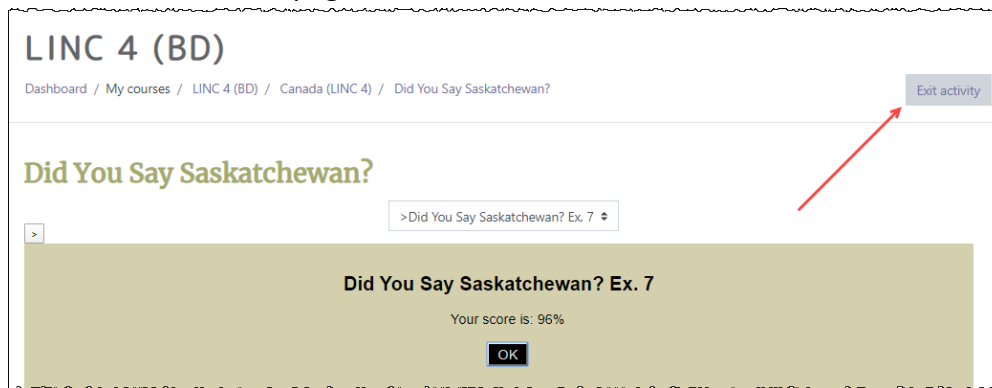 LINC 4 (BD)
Dashboard / My courses / LINC 4 (BD) / Canada (LINC 4) / Did You Say Saskatchewan?
Exit activity
Did You Say Saskatchewan?
>Did You Say Saskatchewan? Ex. 7
>
Did You Say Saskatchewan? Ex. 7
Your score is: 96%
OK